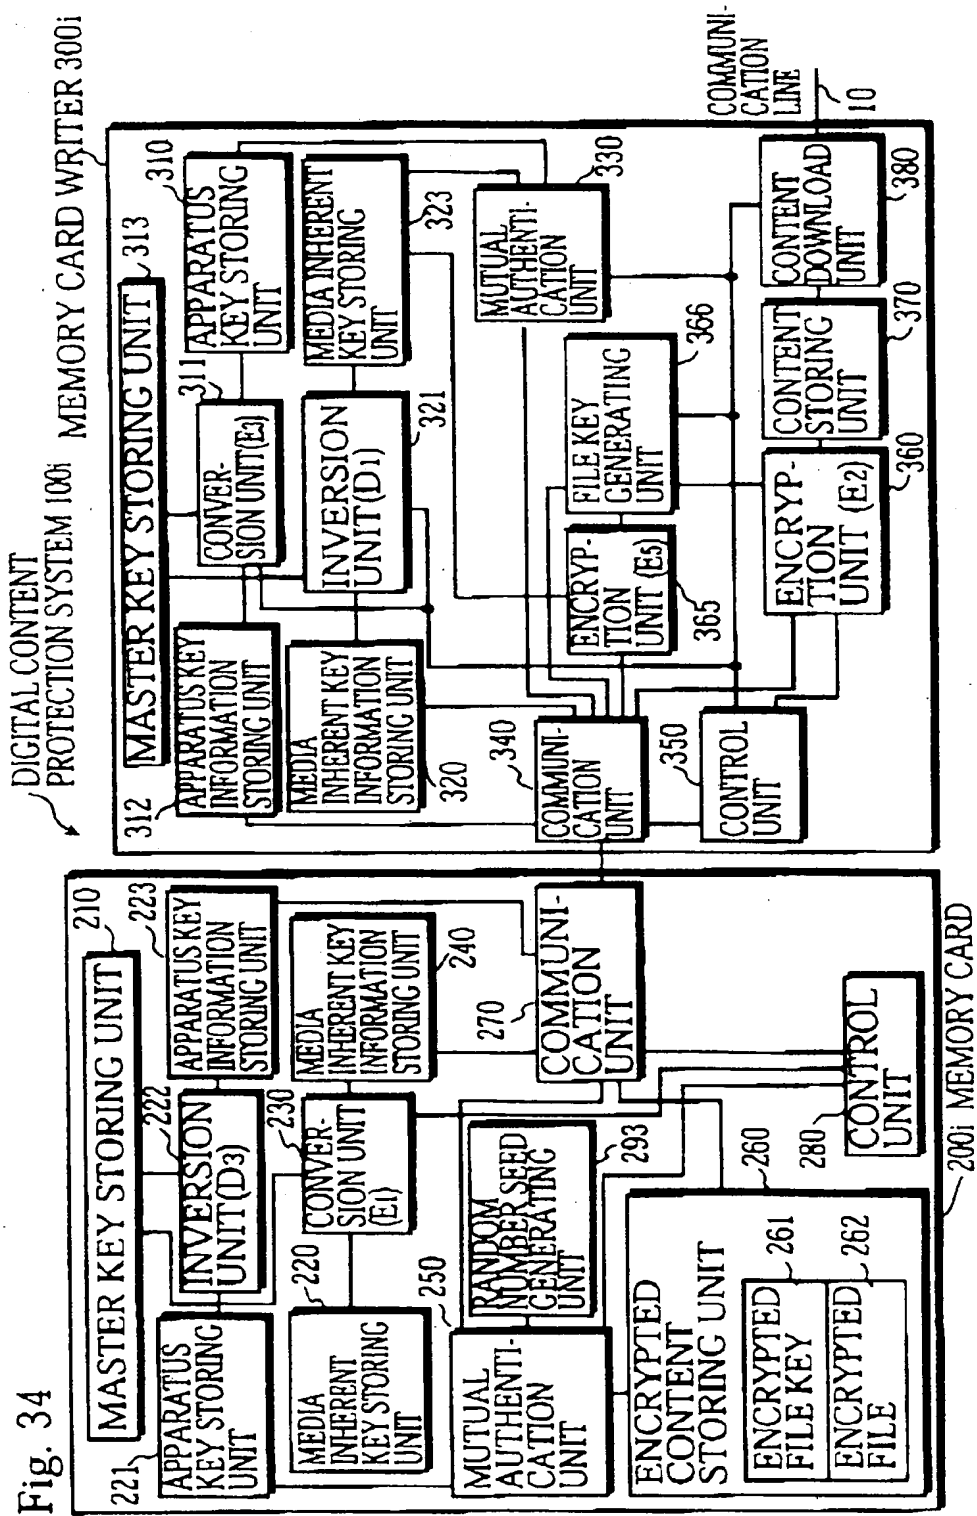 Fig. 34
DIGITAL CONTENT
PROTECTION SYSTEM 100i
MEMORY CARD WRITER 300i
MASTER KEY STORING UNIT
210
221
APPARATUS
KEY STORING
UNIT
222
INVERSION
UNIT(D3)
223
APPARATUS KEY
INFORMATION
STORING UNIT
220
MEDIA
INHERENT
KEY STORING
UNIT
230
CONVER-
SION UNIT
(E1)
MEDIA
INHERENT KEY
INFORMATION
STORING UNIT
240
250
MUTUAL
AUTHENTI-
CATION
UNIT
RANDOM
NUMBER SEED
GENERATING
UNIT
293
270
COMMUNI-
CATION
UNIT
ENCRYPTED
CONTENT
STORING UNIT
260
ENCRYPTED
FILE KEY
261
ENCRYPTED
FILE
262
280
CONTROL
UNIT
200i MEMORY CARD
MASTER KEY STORING UNIT
313
312
APPARATUS KEY
INFORMATION
STORING UNIT
CONVER-
SION UNIT(E3)
311
APPARATUS
KEY STORING
UNIT
310
MEDIA
INHERENT KEY
INFORMATION
STORING UNIT
320
INVERSION
UNIT(D1)
321
MEDIA INHERENT
KEY STORING
UNIT
323
340
COMMUNI-
CATION
UNIT
MUTUAL
AUTHENTI-
CATION
UNIT
330
ENCRYP-
TION
UNIT (E5)
365
FILE KEY
GENERATING
UNIT
366
350
CONTROL
UNIT
ENCRYP-
TION
UNIT (E2)
360
CONTENT
STORING
UNIT
370
CONTENT
DOWNLOAD
UNIT
380
COMMUNI-
CATION
LINE
10